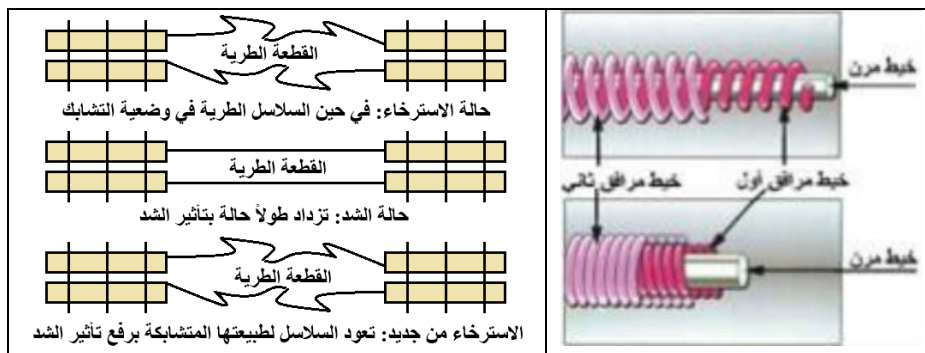 القطعة الطرية
حالة الاسترخاء: في حين السلاسل الطرية في وضعية التشابك
القطعة الطرية
حالة الشد: تزداد طولاً حالة بتأثير الشد
القطعة الطرية
الاسترخاء من جديد: تعود السلاسل لطبيعتها المتشابكة برفع تأثير الشد
خيط مرن
خيط مرافق أول
خيط مرافق ثاني
خيط مرن